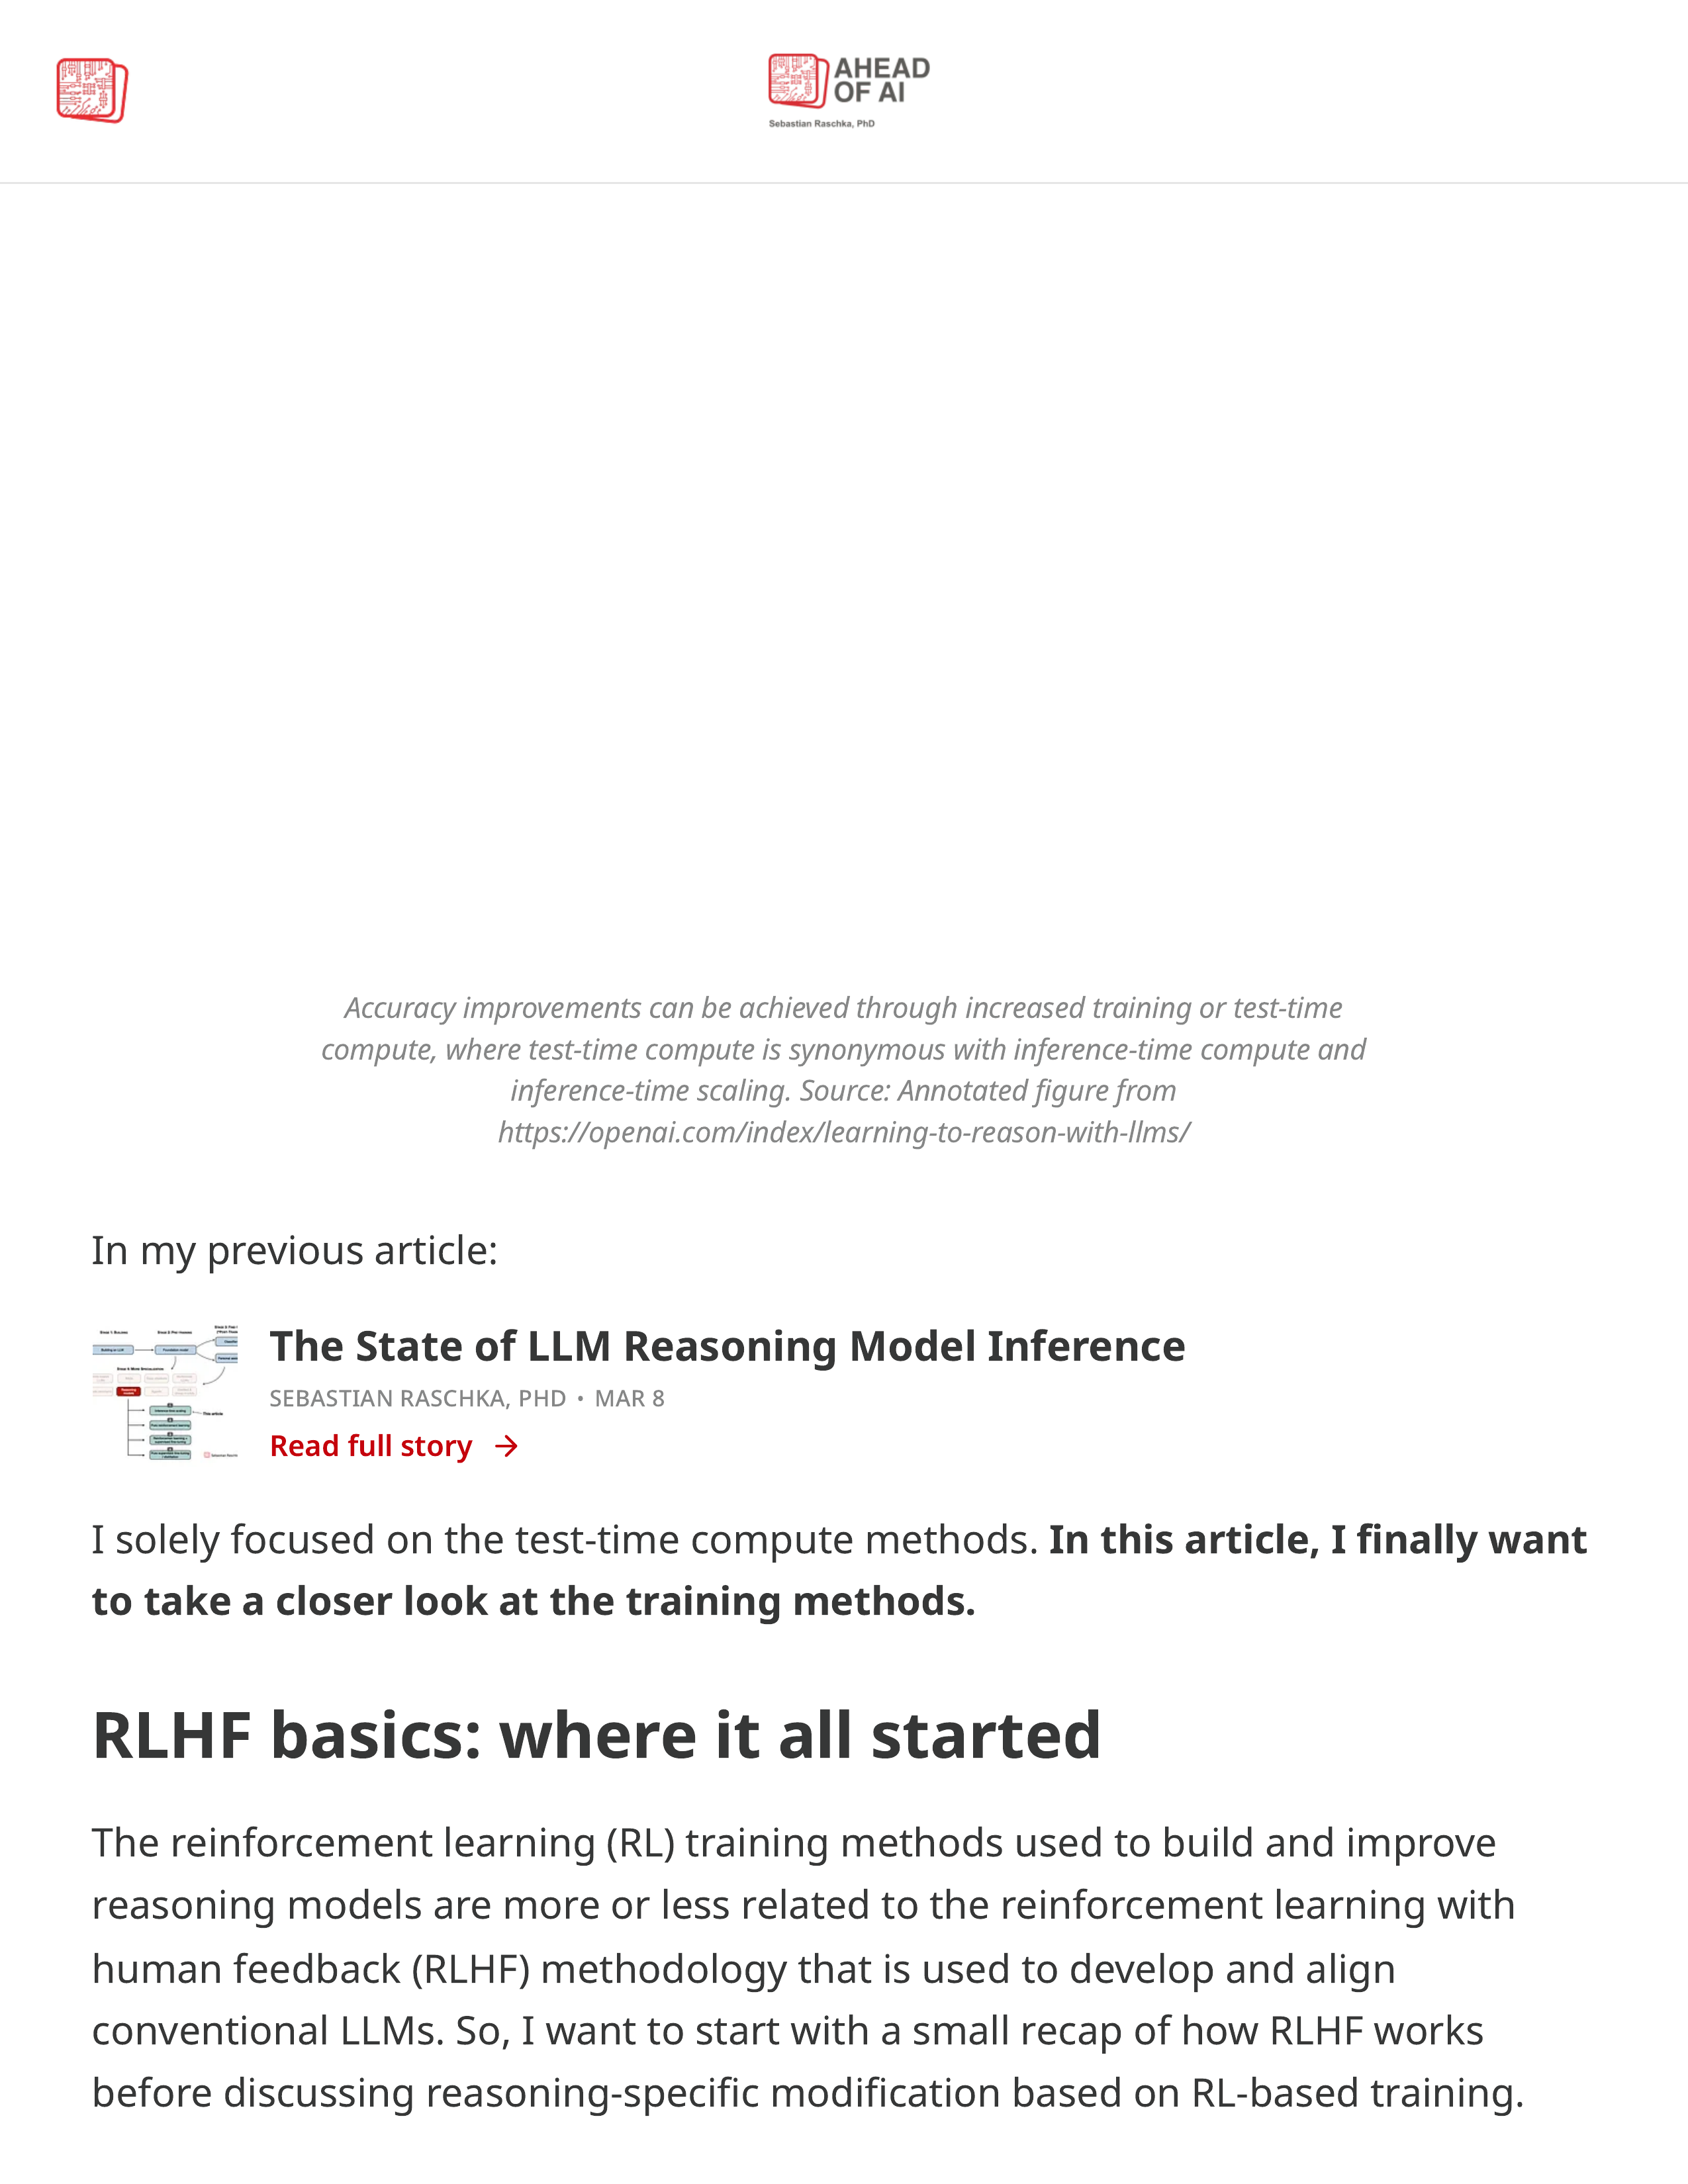 AHEAD
OF AI
Sebastian Raschka, PhD
Accuracy improvements can be achieved through increased training or test-time
compute, where test-time compute is synonymous with inference-time compute and
inference-time scaling. Source: Annotated figure from
https://openai.com/index/learning-to-reason-with-llms/
In my previous article:
The State of LLM Reasoning Model Inference
SEBASTIAN RASCHKA, PHD • MAR 8
Read full story →
I solely focused on the test-time compute methods. In this article, I finally want
to take a closer look at the training methods.
RLHF basics: where it all started
The reinforcement learning (RL) training methods used to build and improve
reasoning models are more or less related to the reinforcement learning with
human feedback (RLHF) methodology that is used to develop and align
conventional LLMs. So, I want to start with a small recap of how RLHF works
before discussing reasoning-specific modification based on RL-based training.